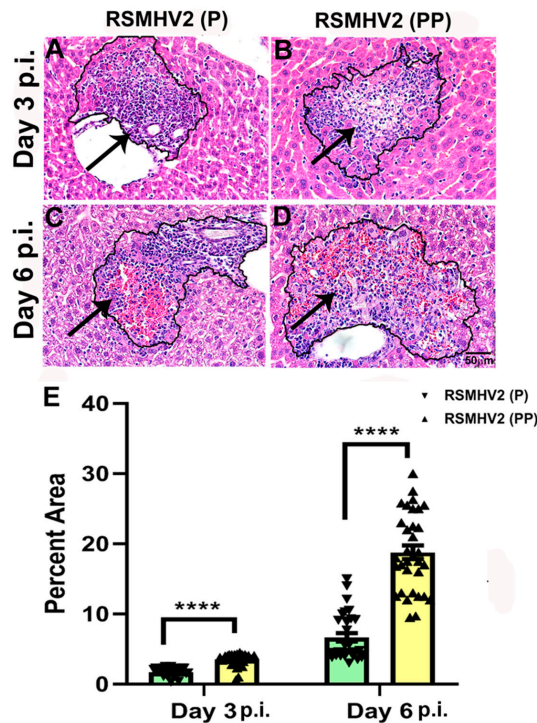 RSMHV2 (P) RSMHV2 (PP)
Day 3 p.i.
A B
Day 6 p.i.
C D
50µm
E
▼ RSMHV2 (P)
▲ RSMHV2 (PP)
Percent Area
40
30
20
10
0
****
****
Day 3 p.i. Day 6 p.i.